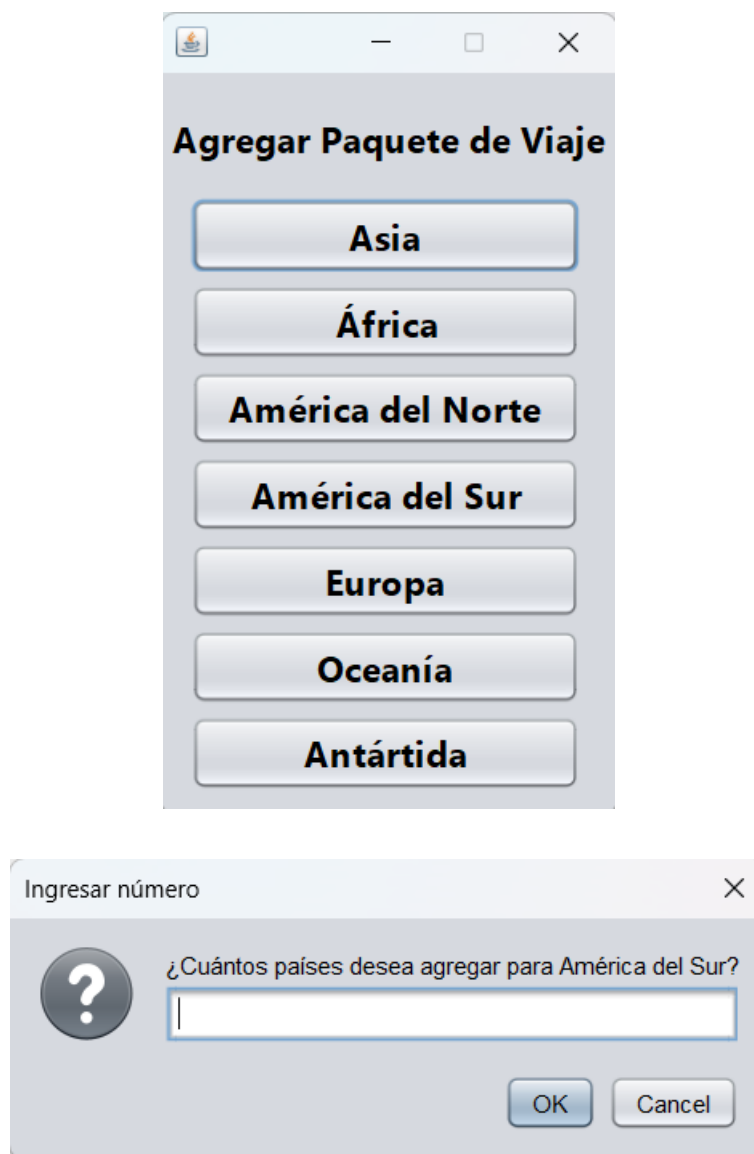 Agregar Paquete de Viaje
Asia
África
América del Norte
América del Sur
Europa
Oceanía
Antártida
Ingresar número
¿Cuántos países desea agregar para América del Sur?
OK Cancel